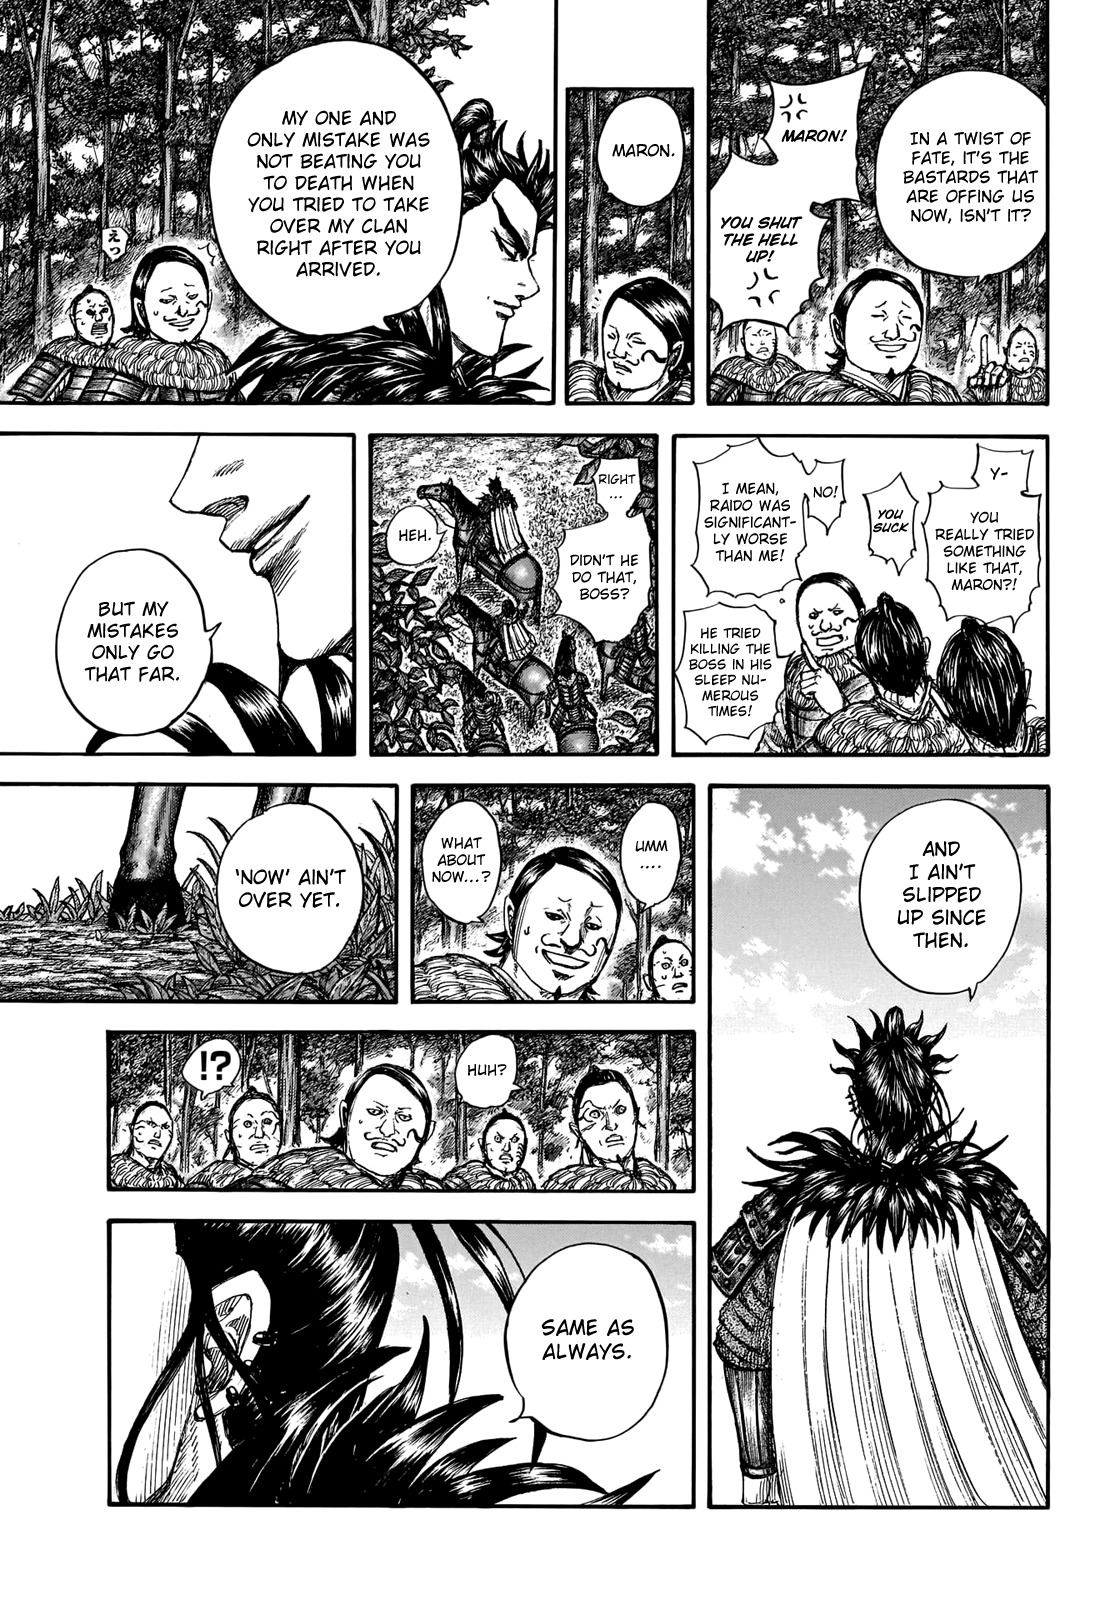 IN A TWIST OF
FATE, IT'S THE
BASTARDS THAT
ARE OFFING US
NOW, ISN'T IT?
MARON!
YOU SHUT
THE HELL
UP!
MARON.
MY ONE AND
ONLY MISTAKE WAS
NOT BEATING YOU
TO DEATH WHEN
YOU TRIED TO TAKE
OVER MY CLAN
RIGHT AFTER YOU
ARRIVED.
えっ
Y-
YOU
REALLY TRIED
SOMETHING
LIKE THAT,
MARON?!
YOU
SUCK
NO!
I MEAN,
RAIDO WAS
SIGNIFICANT-
LY WORSE
THAN ME!
HE TRIED
KILLING THE
BOSS IN HIS
SLEEP NU-
MEROUS
TIMES!
RIGHT
...
DIDN'T HE
DO THAT,
BOSS?
HEH.
BUT MY
MISTAKES
ONLY GO
THAT FAR.
AND
I AIN'T
SLIPPED
UP SINCE
THEN.
UMM
....
WHAT
ABOUT
NOW...?
'NOW' AIN'T
OVER YET.
HUH?
!?
SAME AS
ALWAYS.